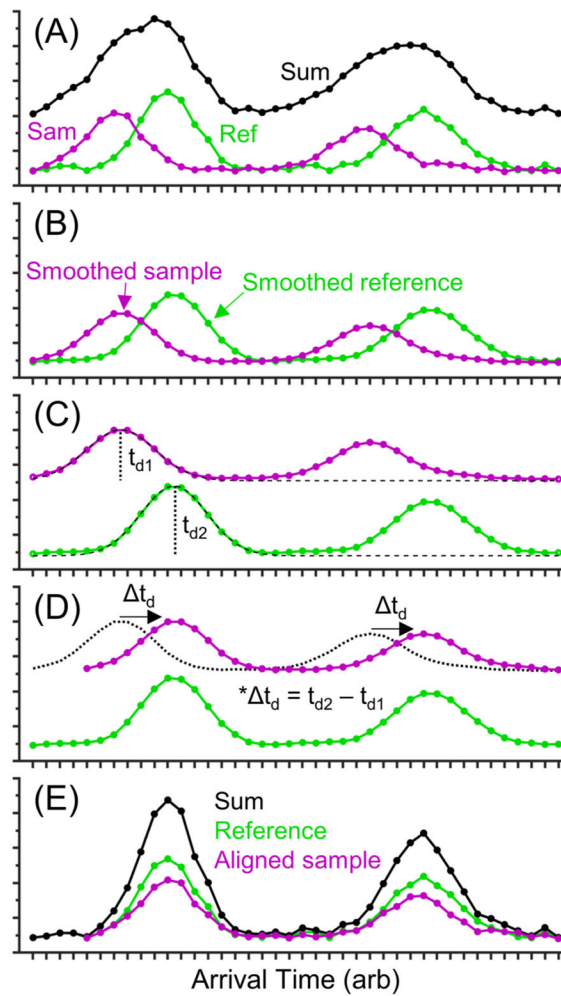 (A)
Sum
Sam
Ref
(B)
Smoothed sample
Smoothed reference
(C)
td1
td2
(D)
Δtd
Δtd
*Δtd = td2 – td1
(E)
Sum
Reference
Aligned sample
Arrival Time (arb)